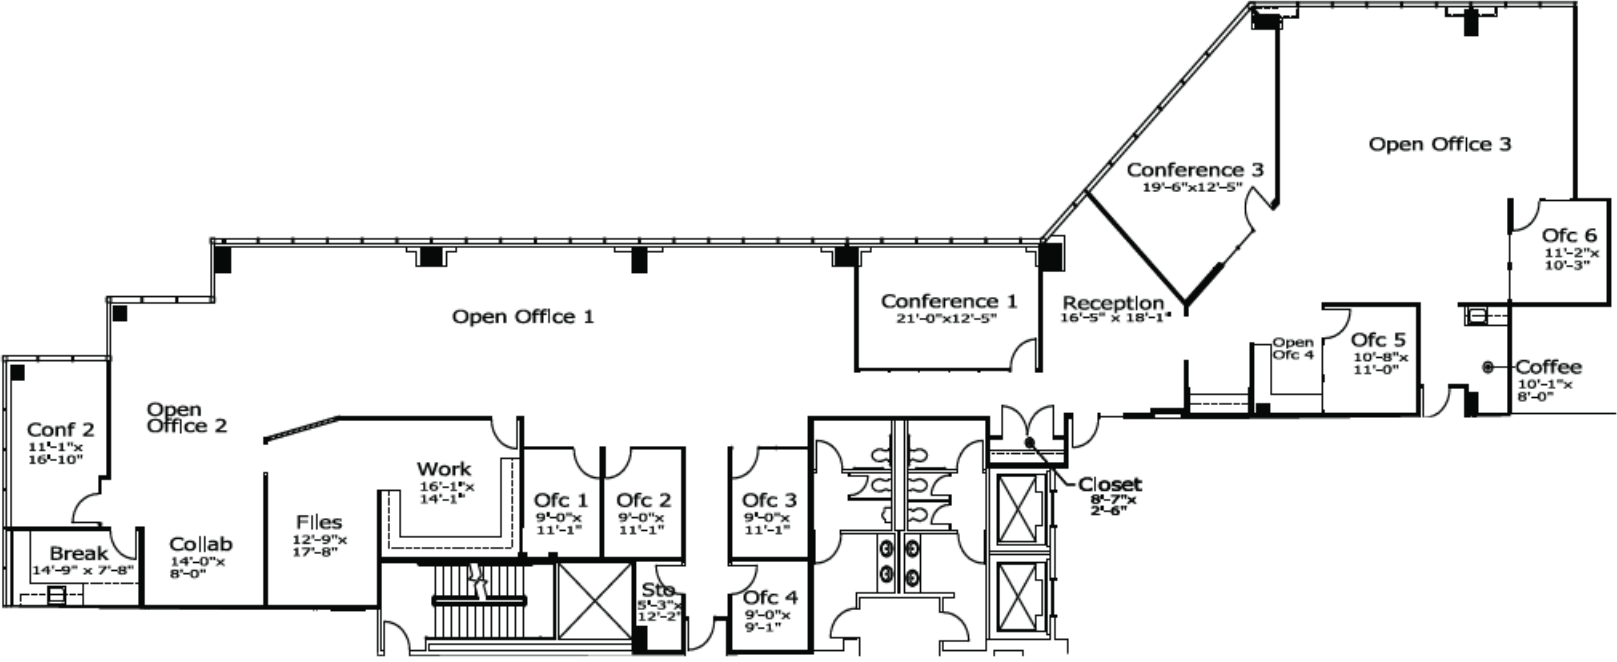 Open Office 3
Conference 3
19'-6"x12'-5"
Ofc 6
11'-2"x
10'-3"
Conference 1
21'-0"x12'-5"
Reception
16'-5" x 18'-1"
Open Office 1
Open
Ofc 4
Ofc 5
10'-8"x
11'-0"
Coffee
10'-1"x
8'-0"
Open
Office 2
Conf 2
11'-1"x
16'-10"
Work
16'-1"x
14'-1"
Ofc 1
9'-0"x
11'-1"
Ofc 2
9'-0"x
11'-1"
Ofc 3
9'-0"x
11'-1"
Closet
8'-7"x
2'-6"
Files
12'-9"x
17'-8"
Collab
14'-0"x
8'-0"
Break
14'-9" x 7'-8"
Sto
5'-3"x
12'-2"
Ofc 4
9'-0"x
9'-1"